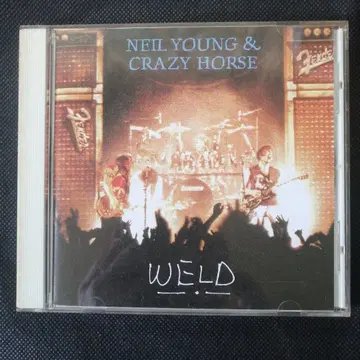 NEIL YOUNG &
CRAZY HORSE
WELD